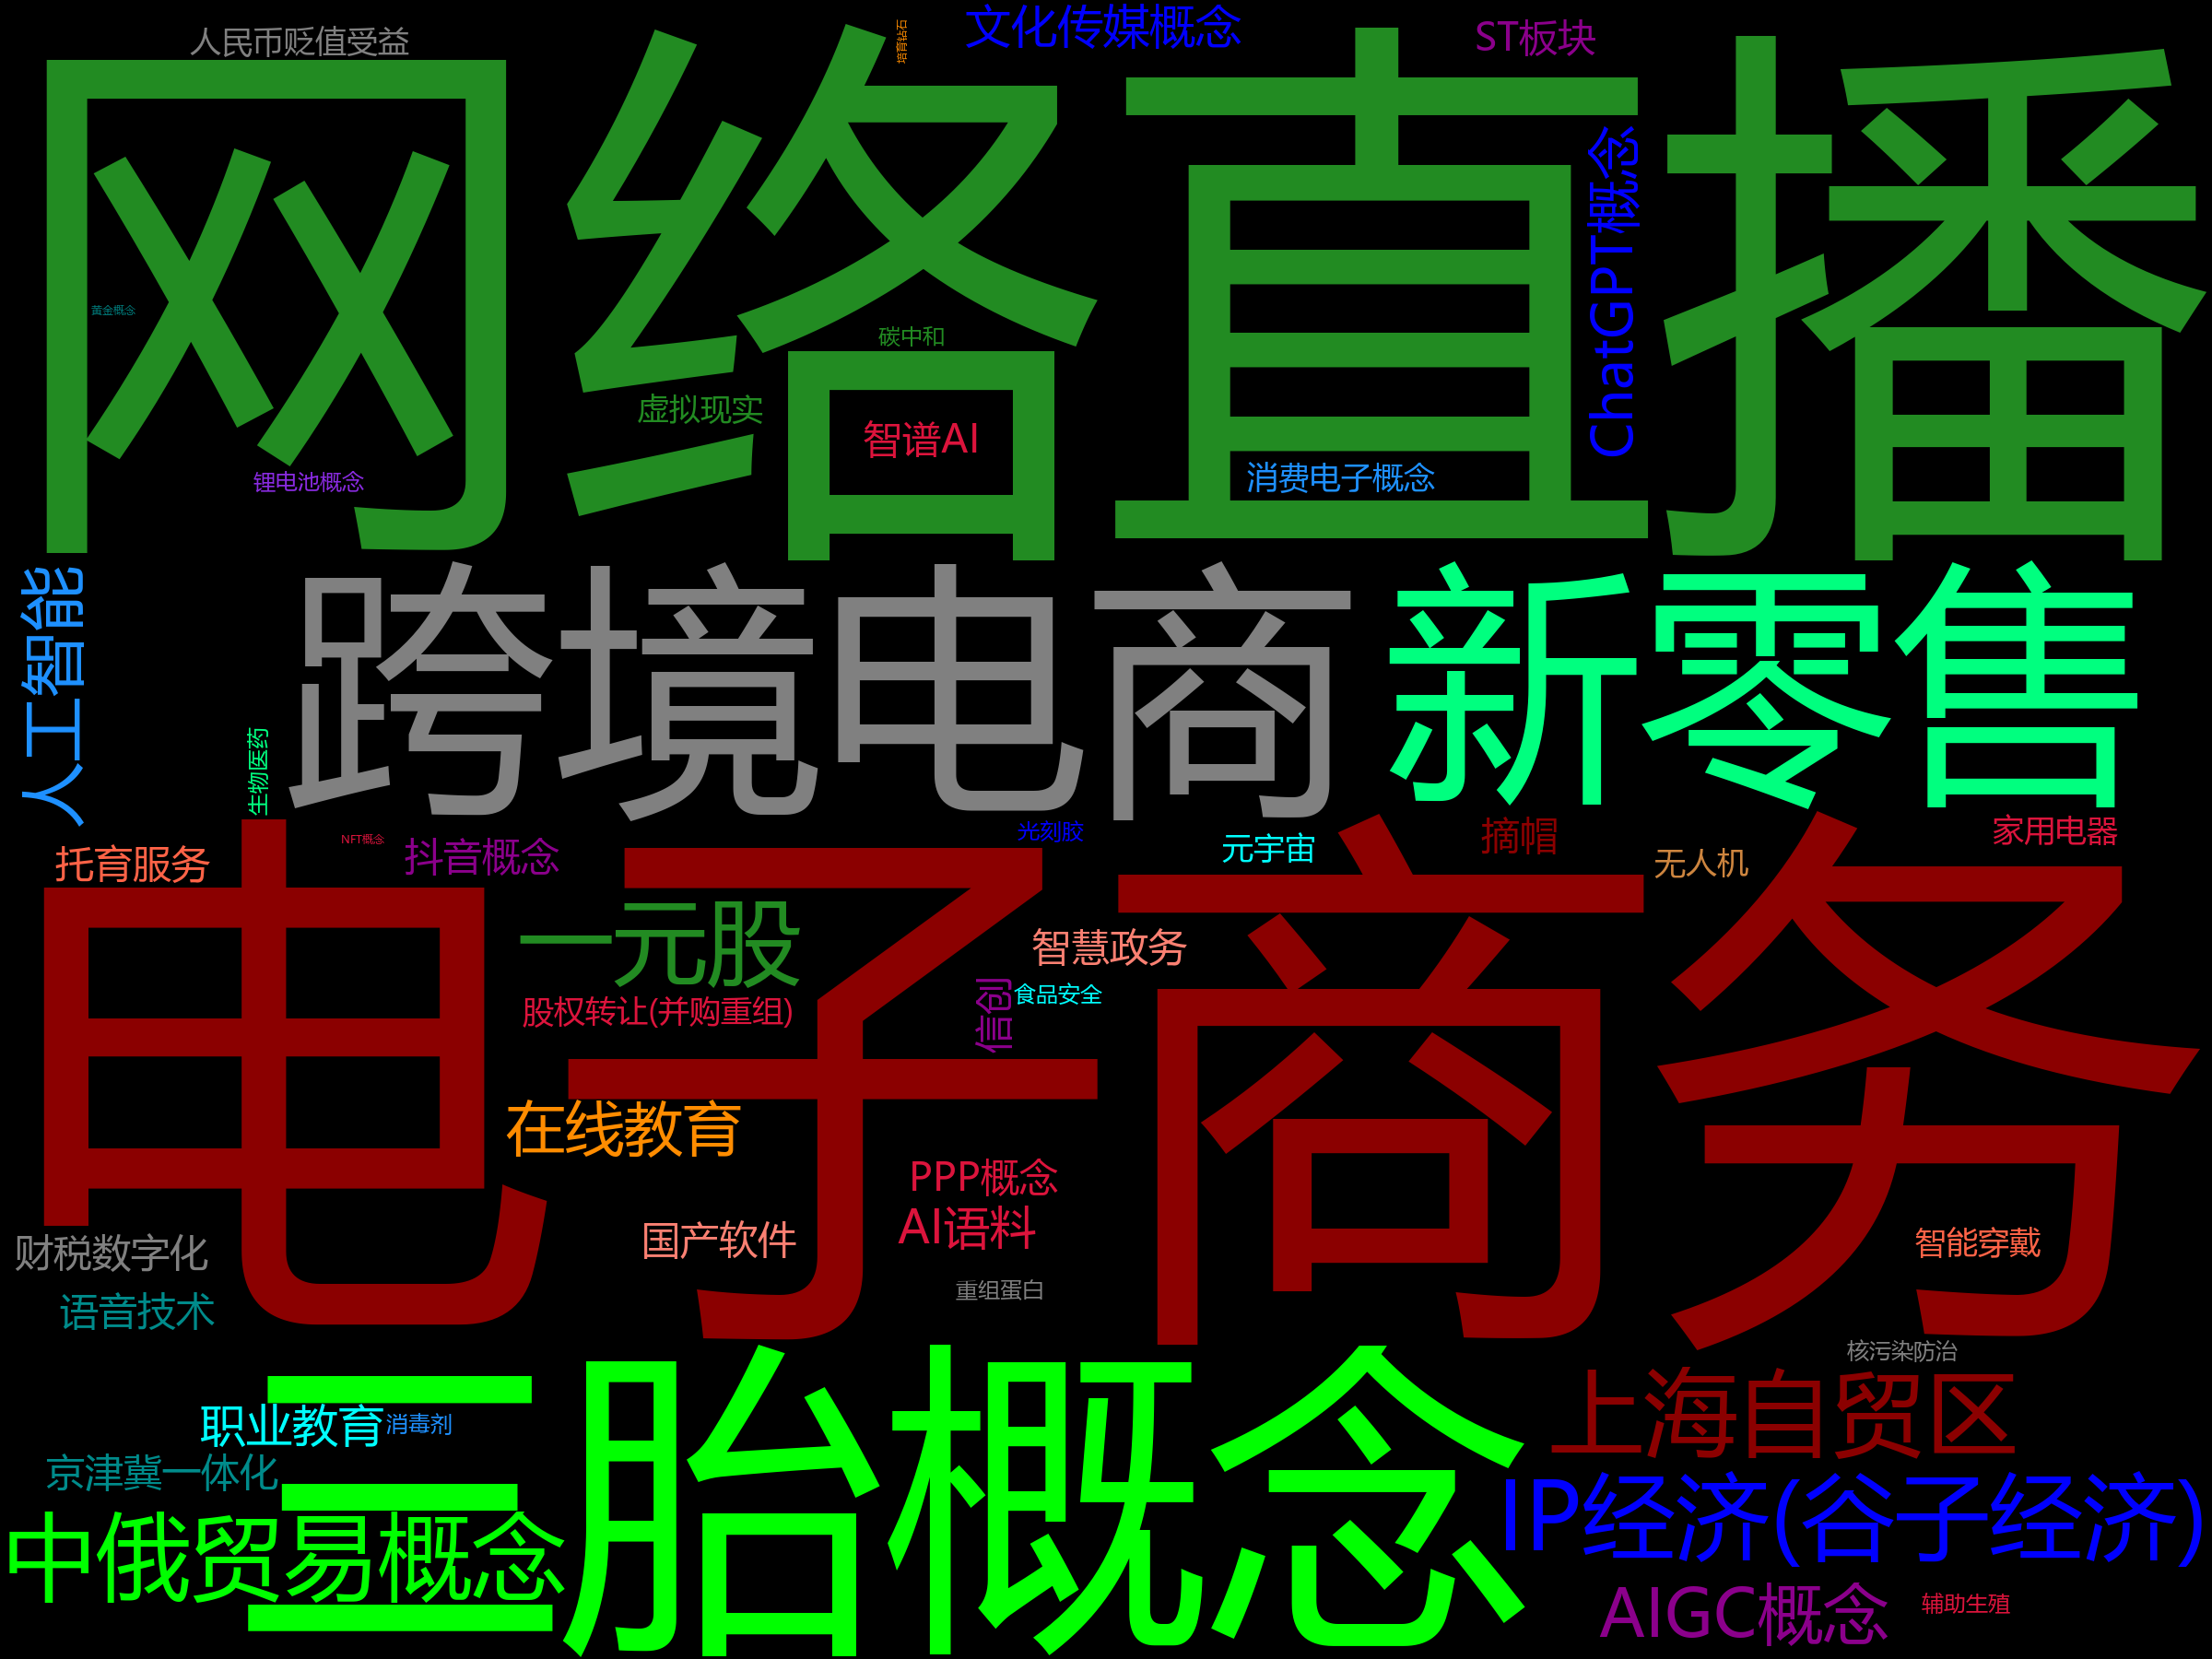 人民币贬值受益
培育钻石
文化传媒概念
ST板块
网络直播
ChatGPT概念
黄金概念
碳中和
虚拟现实
智谱AI
锂电池概念
消费电子概念
人工智能
跨境电商
新零售
生物医药
托育服务
NFT概念
抖音概念
光刻胶
元宇宙
摘帽
无人机
家用电器
电子商务
一元股
智慧政务
股权转让(并购重组)
信创
食品安全
在线教育
PPP概念
AI语料
国产软件
财税数字化
智能穿戴
重组蛋白
语音技术
核污染防治
三胎概念
上海自贸区
职业教育
消毒剂
京津冀一体化
中俄贸易概念
IP经济(谷子经济)
AIGC概念
辅助生殖